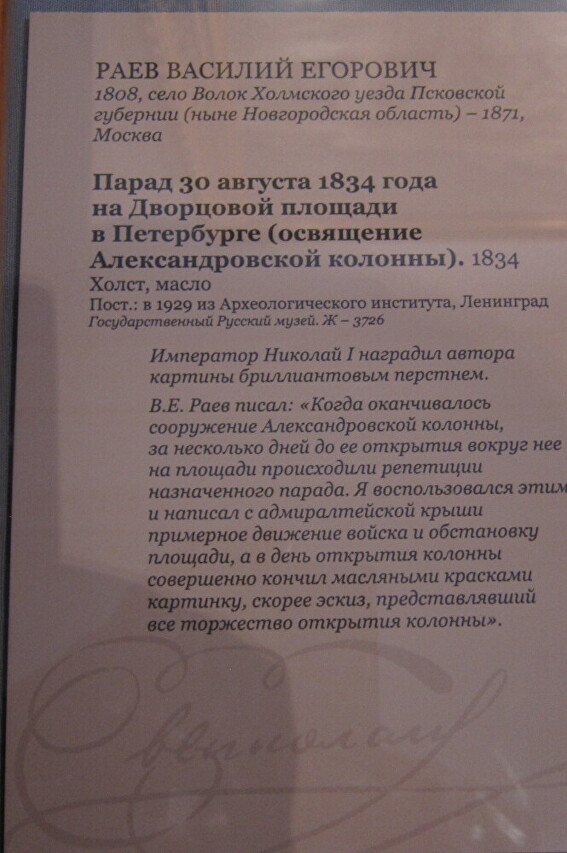 РАЕВ ВАСИЛИЙ ЕГОРОВИЧ
1808, село Волок Холмского уезда Псковской
губернии (ныне Новгородская область) – 1871,
Москва
Парад 30 августа 1834 года
на Дворцовой площади
в Петербурге (освящение
Александровской колонны). 1834
Холст, масло
Пост.: в 1929 из Археологического института, Ленинград
Государственный Русский музей. Ж – 3726
Император Николай I наградил автора
картины бриллиантовым перстнем.
В.Е. Раев писал: «Когда оканчивалось
сооружение Александровской колонны,
за несколько дней до ее открытия вокруг нее
на площади происходили репетиции
назначенного парада. Я воспользовался этим
и написал с адмиралтейской крыши
примерное движение войска и обстановку
площади, а в день открытия колонны
совершенно кончил масляными красками
картинку, скорее эскиз, представлявший
все торжество открытия колонны».